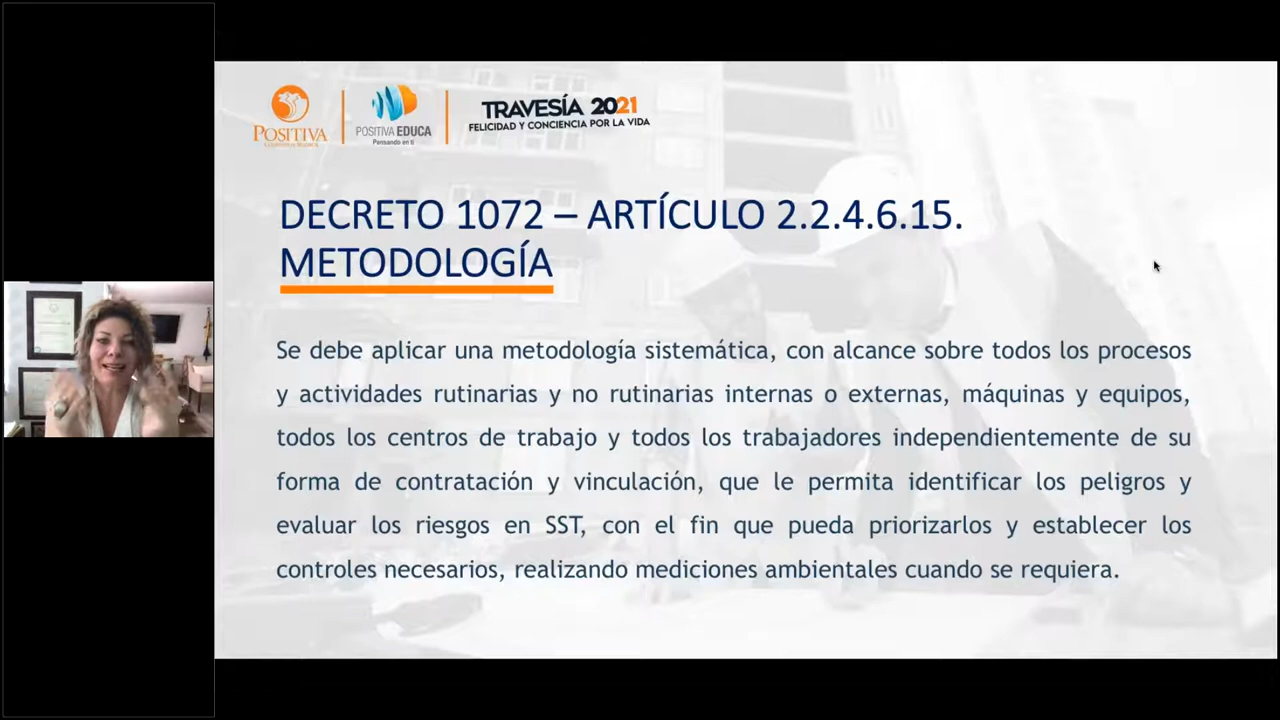 POSITIVA
POSITIVA EDUCA
Pensando en ti
TRAVESÍA 2021
FELICIDAD Y CONCIENCIA POR LA VIDA
DECRETO 1072 – ARTÍCULO 2.2.4.6.15.
METODOLOGÍA
Se debe aplicar una metodología sistemática, con alcance sobre todos los procesos
y actividades rutinarias y no rutinarias internas o externas, máquinas y equipos,
todos los centros de trabajo y todos los trabajadores independientemente de su
forma de contratación y vinculación, que le permita identificar los peligros y
evaluar los riesgos en SST, con el fin que pueda priorizarlos y establecer los
controles necesarios, realizando mediciones ambientales cuando se requiera.